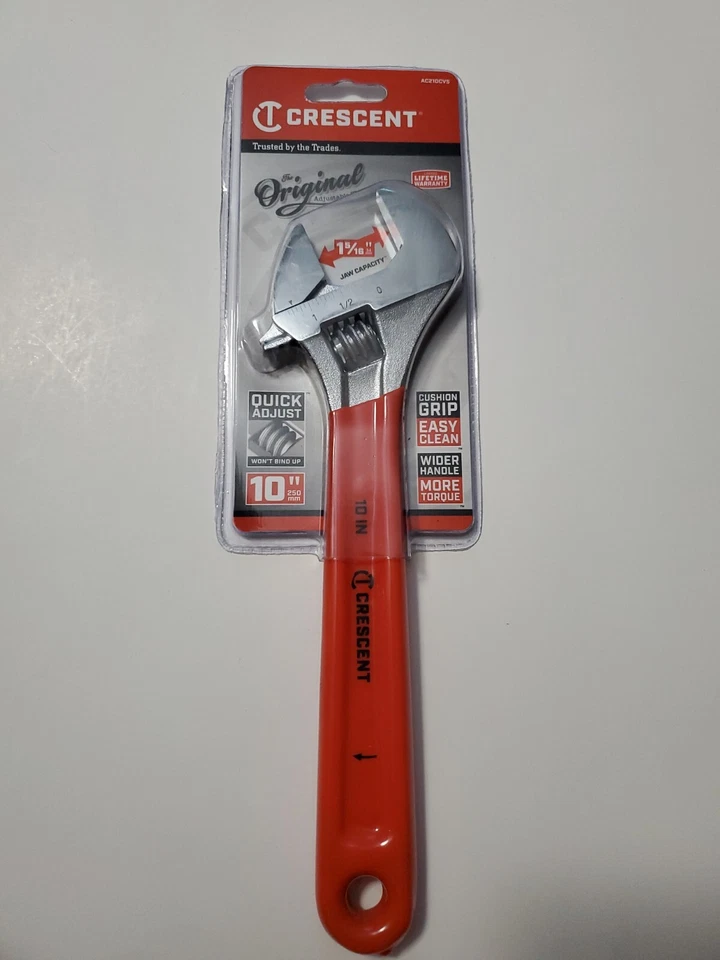 AC210CVS
CRESCENT
Trusted by the Trades.
The
Original
Adjustable
LIFETIME
WARRANTY
1 5/16" in
JAW CAPACITY
1 1/2 0
QUICK
ADJUST
WON'T BIND UP
10" 250 mm
CUSHION
GRIP
EASY
CLEAN
WIDER
HANDLE
MORE
TORQUE
10 IN
CRESCENT